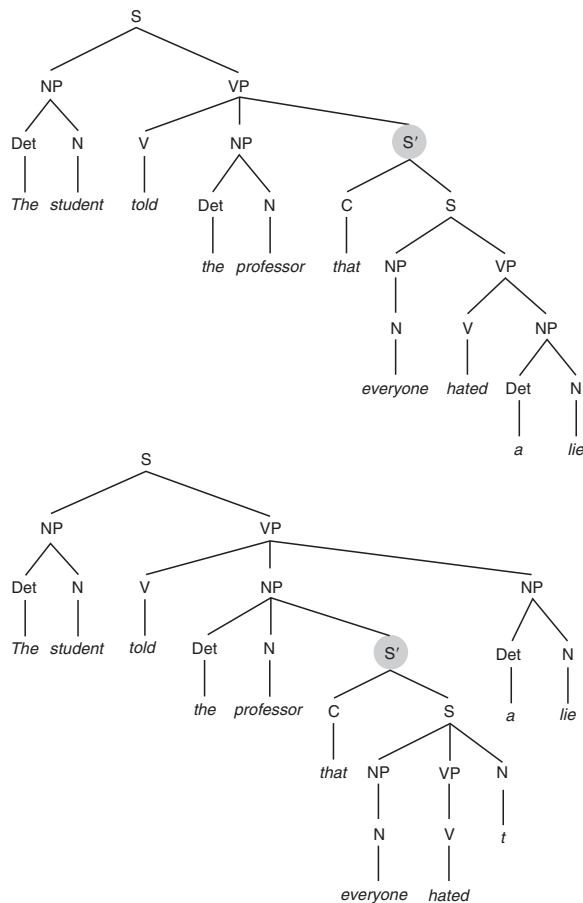 S
NP VP
Det N V NP S′
The student told Det N C S
the professor that NP VP
N V NP
everyone hated Det N
a lie
S
NP VP
Det N V NP NP
The student told Det N S′ Det N
the professor C S a lie
that NP VP N
N V t
everyone hated